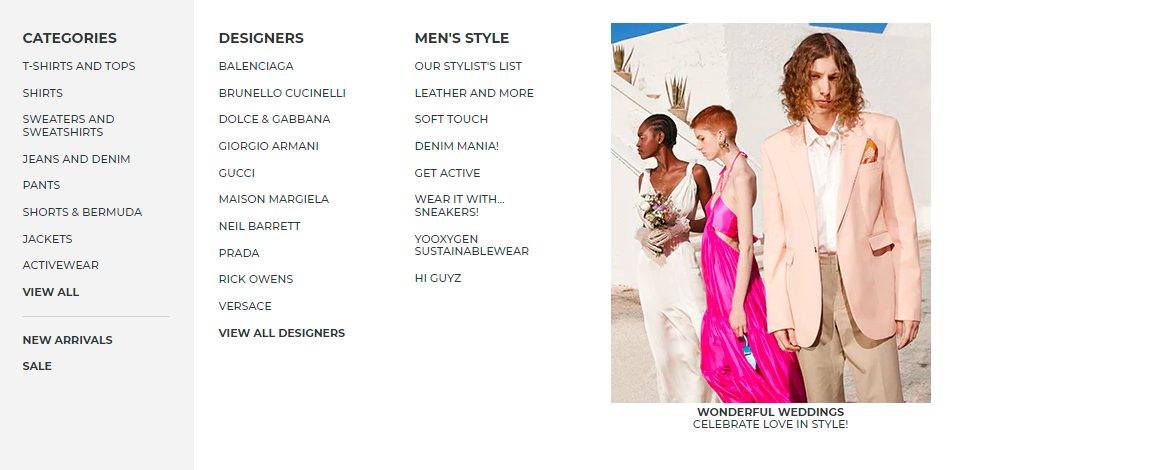 CATEGORIES
T-SHIRTS AND TOPS
SHIRTS
SWEATERS AND
SWEATSHIRTS
JEANS AND DENIM
PANTS
SHORTS & BERMUDA
JACKETS
ACTIVEWEAR
VIEW ALL
NEW ARRIVALS
SALE
DESIGNERS
BALENCIAGA
BRUNELLO CUCINELLI
DOLCE & GABBANA
GIORGIO ARMANI
GUCCI
MAISON MARGIELA
NEIL BARRETT
PRADA
RICK OWENS
VERSACE
VIEW ALL DESIGNERS
MEN'S STYLE
OUR STYLIST'S LIST
LEATHER AND MORE
SOFT TOUCH
DENIM MANIA!
GET ACTIVE
WEAR IT WITH...
SNEAKERS!
YOOXYGEN
SUSTAINABLEWEAR
HI GUYZ
WONDERFUL WEDDINGS
CELEBRATE LOVE IN STYLE!